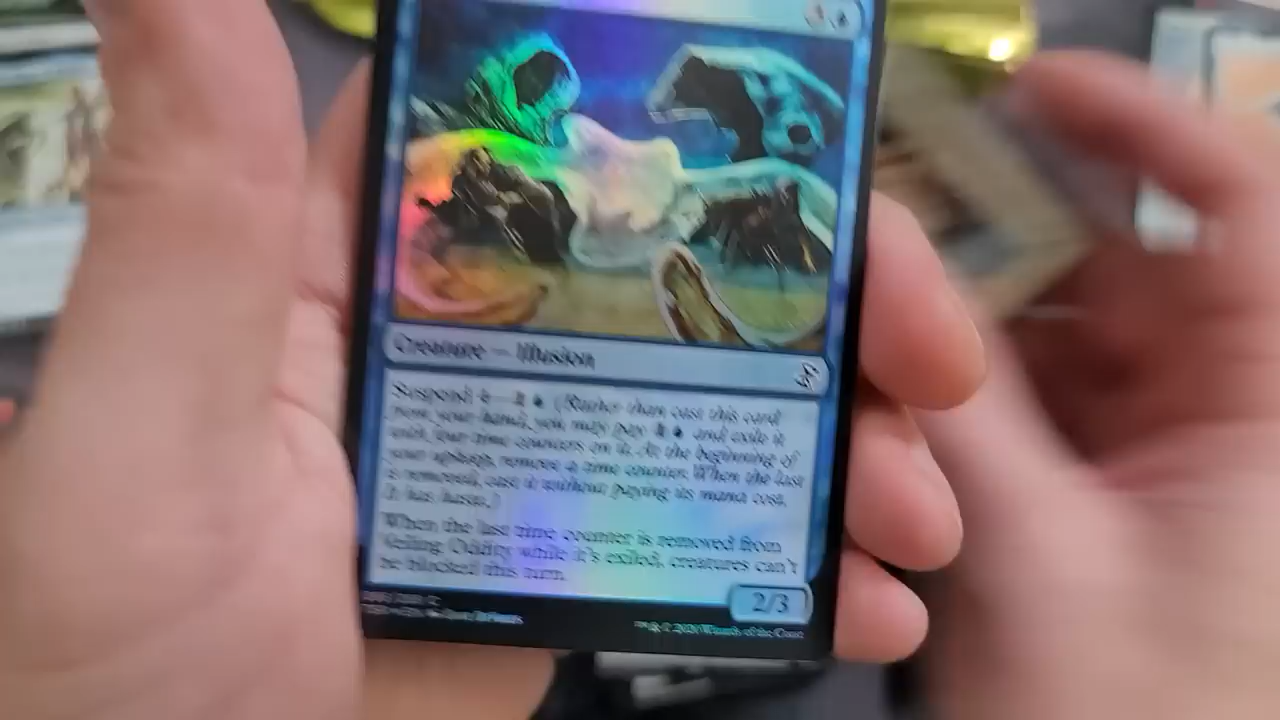 Creature — Illusion
Suspend 4— (Rather than cast this card
from your hand, you may pay and exile it
with four time counters on it. At the beginning of
your upkeep, remove a time counter. When the last
is removed, cast it without paying its mana cost.
It has haste.)
When the last time counter is removed from
Veiling Oddity while it's exiled, creatures can't
be blocked this turn.
2/3
™ & © 2020 Wizards of the Coast